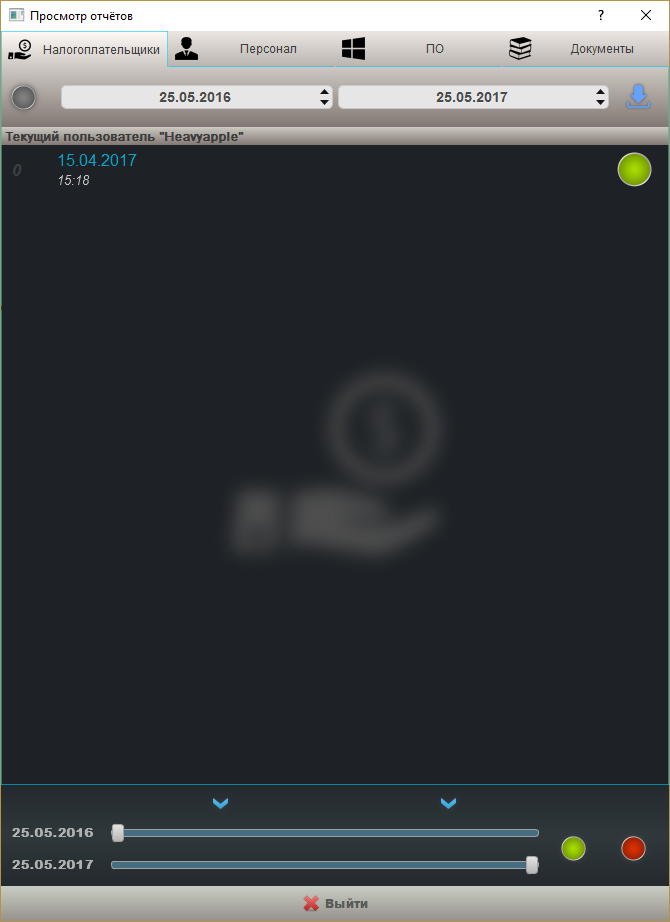 Просмотр отчётов ?
Налогоплательщики Персонал ПО Документы
25.05.2016 25.05.2017
Текущий пользователь "Heavyapple"
0 15.04.2017
15:18
25.05.2016
25.05.2017
Выйти